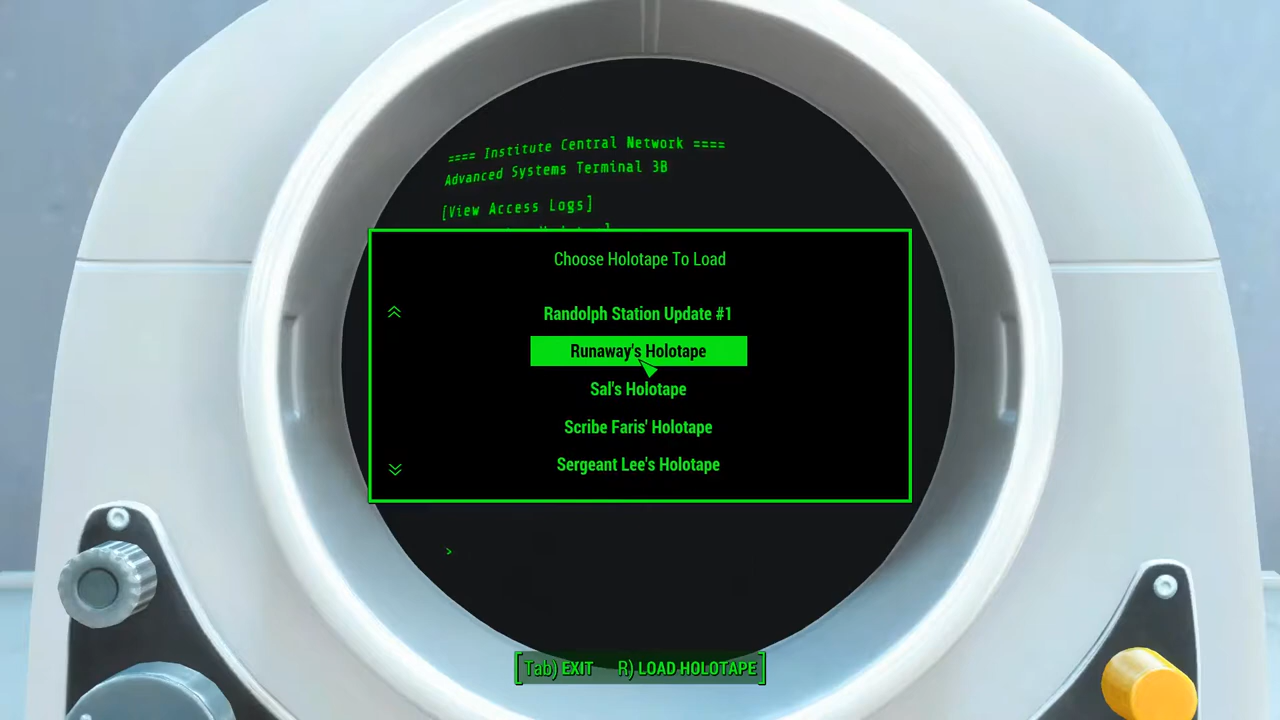 ==== Institute Central Network ====
Advanced Systems Terminal 3B
[View Access Logs]
Choose Holotape To Load
Randolph Station Update #1
Runaway's Holotape
Sal's Holotape
Scribe Faris' Holotape
Sergeant Lee's Holotape
>
[Tab) EXIT R) LOAD HOLOTAPE]